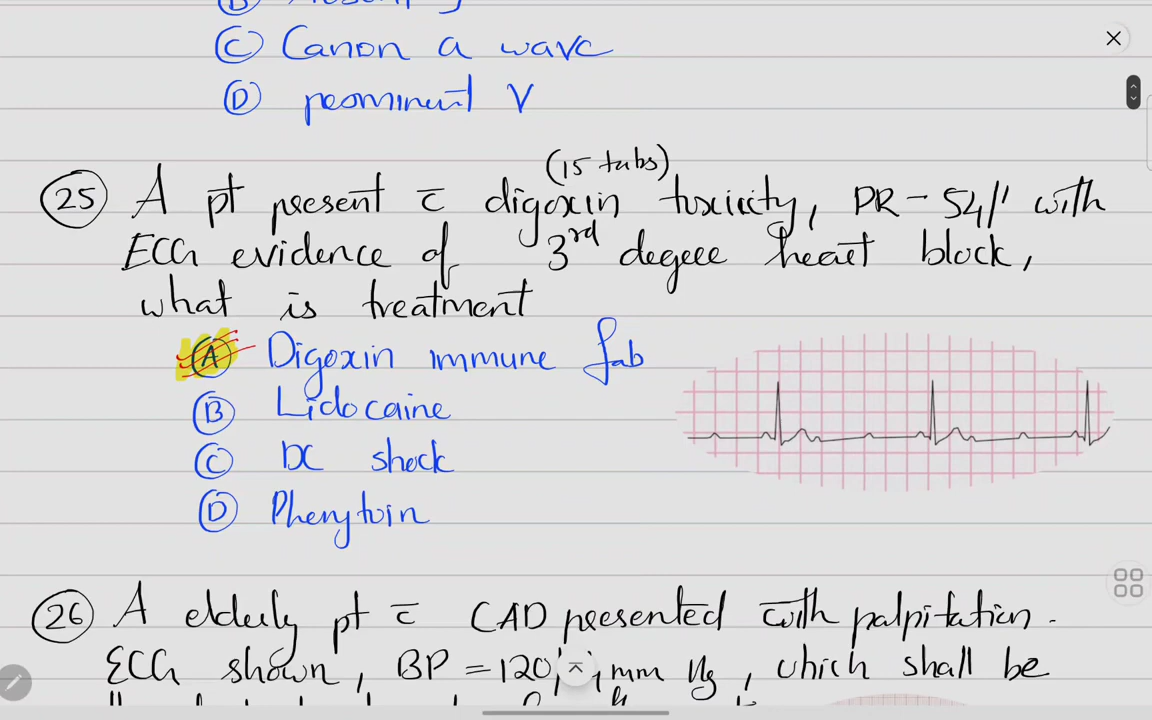 C Canon a wave
D prominent V
(15 tabs)
25 A pt present c̄ digoxin toxicity, PR - 54/' with
ECG evidence of 3rd degree heart block,
what is treatment
A Digoxin immune fab
B Lidocaine
C DC shock
D Phenytoin
26 A elderly pt c̄ CAD presented with palpitation.
ECG shown, BP = 120/ mm Hg, which shall be